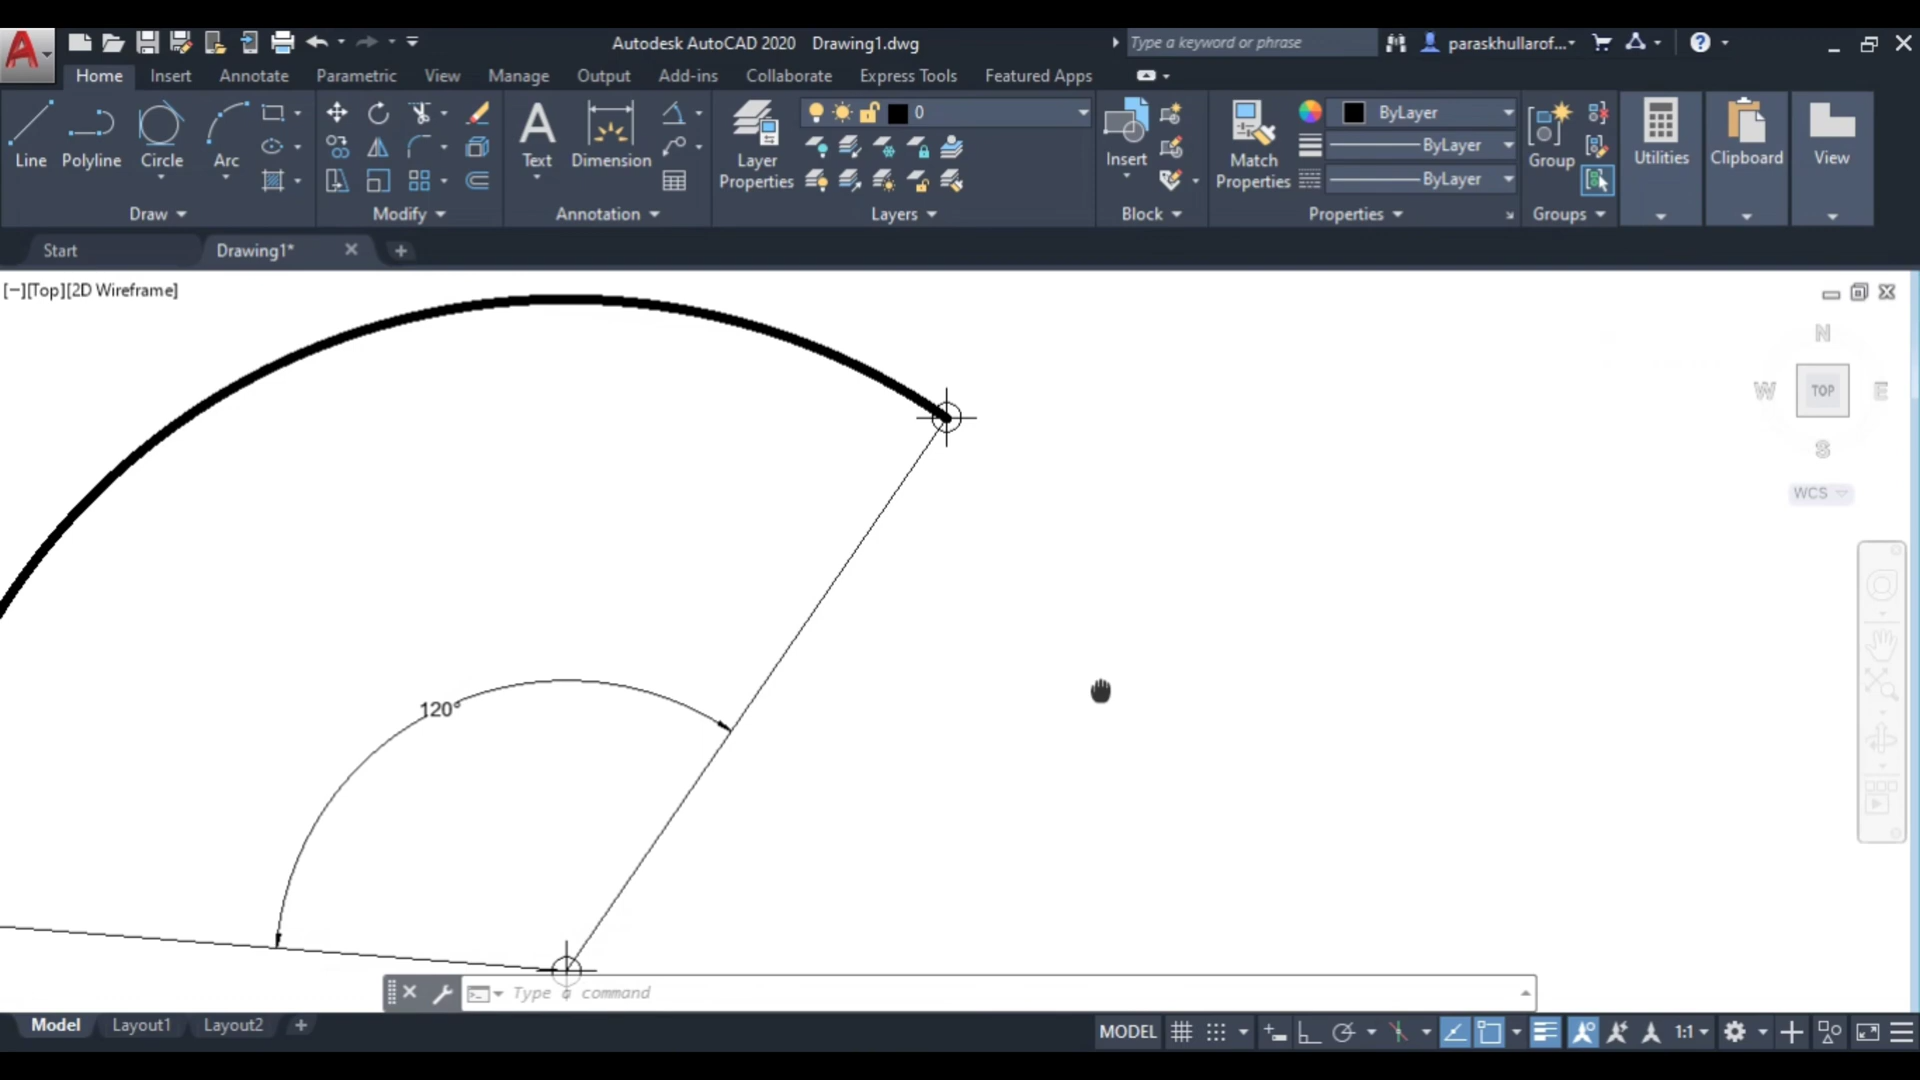 Autodesk AutoCAD 2020 Drawing1.dwg
Type a keyword or phrase
paraskhullarof...
Home Insert Annotate Parametric View Manage Output Add-ins Collaborate Express Tools Featured Apps
Line Polyline Circle Arc
Text Dimension
Layer Properties
0
Insert
Match Properties
ByLayer
ByLayer
ByLayer
Group
Utilities Clipboard View
Draw Modify Annotation Layers Block Properties Groups
Start Drawing1*
[−][Top][2D Wireframe]
N
W TOP E
S
WCS
120°
Type a command
Model Layout1 Layout2
MODEL 1:1